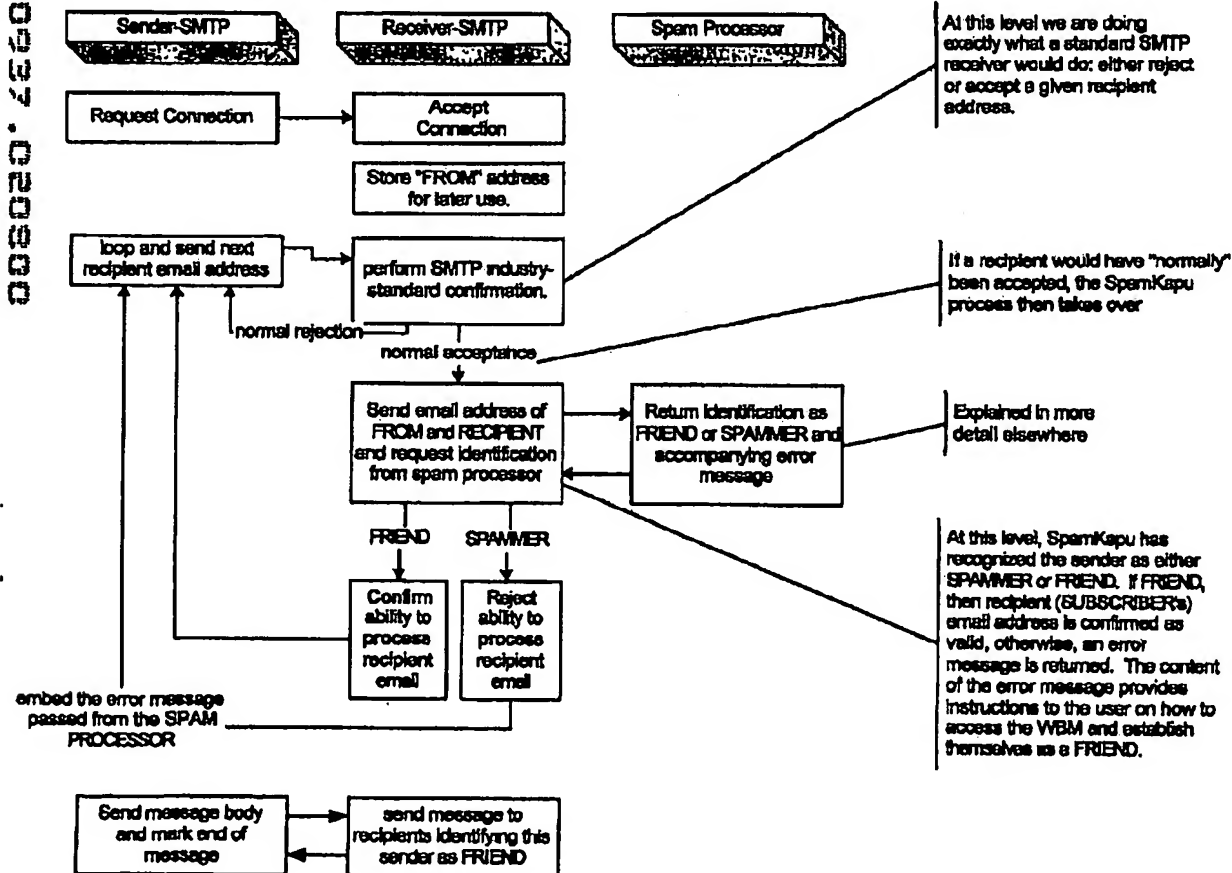 Sender-SMTP
Receiver-SMTP
Spam Processor
At this level we are doing
exactly what a standard SMTP
receiver would do: either reject
or accept a given recipient
address.
Request Connection
Accept
Connection
Store "FROM" address
for later use.
loop and send next
recipient email address
perform SMTP industry-
standard confirmation.
If a recipient would have "normally"
been accepted, the SpamKapu
process then takes over
normal rejection
normal acceptance
Send email address of
FROM and RECIPIENT
and request identification
from spam processor
Return Identification as
FRIEND or SPAMMER and
accompanying error
message
Explained in more
detail elsewhere
FRIEND
SPAMMER
Confirm
ability to
process
recipient
email
Reject
ability to
process
recipient
email
At this level, SpamKapu has
recognized the sender as either
SPAMMER or FRIEND. If FRIEND,
then recipient (SUBSCRIBER's)
email address is confirmed as
valid, otherwise, an error
message is returned. The content
of the error message provides
instructions to the user on how to
access the WBM and establish
themselves as a FRIEND.
embed the error message
passed from the SPAM
PROCESSOR
Send message body
and mark end of
message
send message to
recipients identifying this
sender as FRIEND